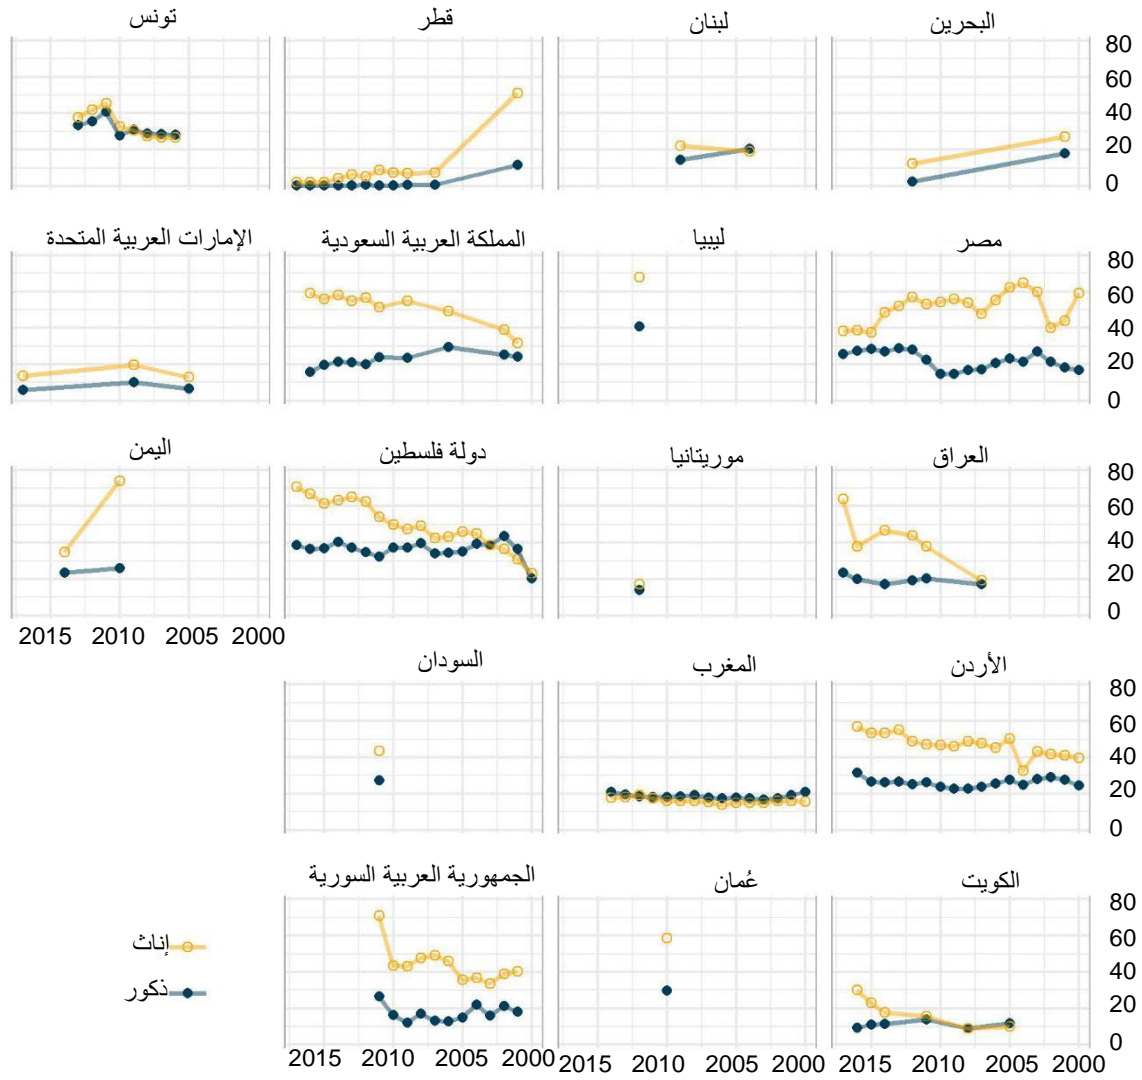 البحرين
لبنان
قطر
تونس
80
60
40
20
0
مصر
ليبيا
المملكة العربية السعودية
الإمارات العربية المتحدة
80
60
40
20
0
العراق
موريتانيا
دولة فلسطين
اليمن
80
60
40
20
0
2000 2005 2010 2015
الأردن
المغرب
السودان
80
60
40
20
0
الكويت
عُمان
الجمهورية العربية السورية
80
60
40
20
0
إناث
ذكور
2000 2005 2010 2015
2000 2005 2010 2015
2000 2005 2010 2015